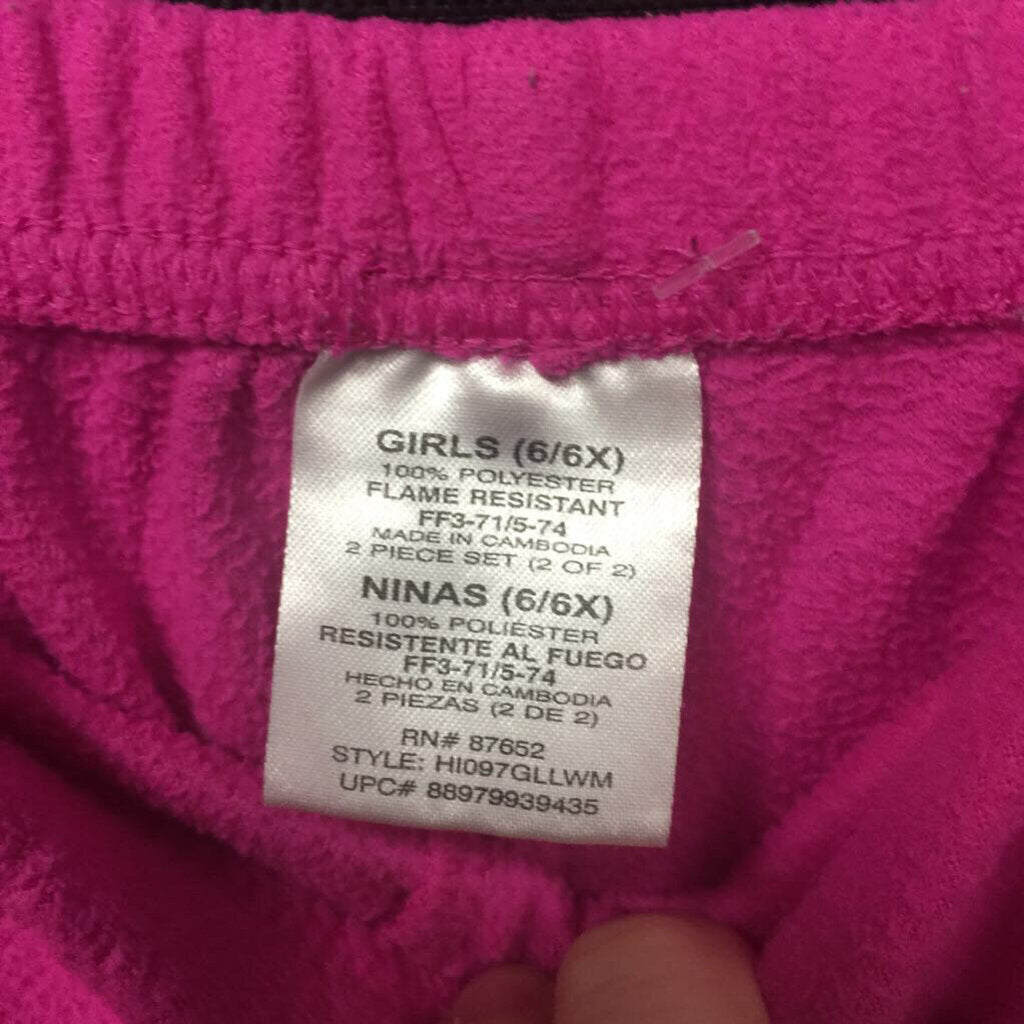 GIRLS (6/6X)
100% POLYESTER
FLAME RESISTANT
FF3-71/5-74
MADE IN CAMBODIA
2 PIECE SET (2 OF 2)
NINAS (6/6X)
100% POLIÉSTER
RESISTENTE AL FUEGO
FF3-71/5-74
HECHO EN CAMBODIA
2 PIEZAS (2 DE 2)
RN# 87652
STYLE: HI097GLLWM
UPC# 88979939435